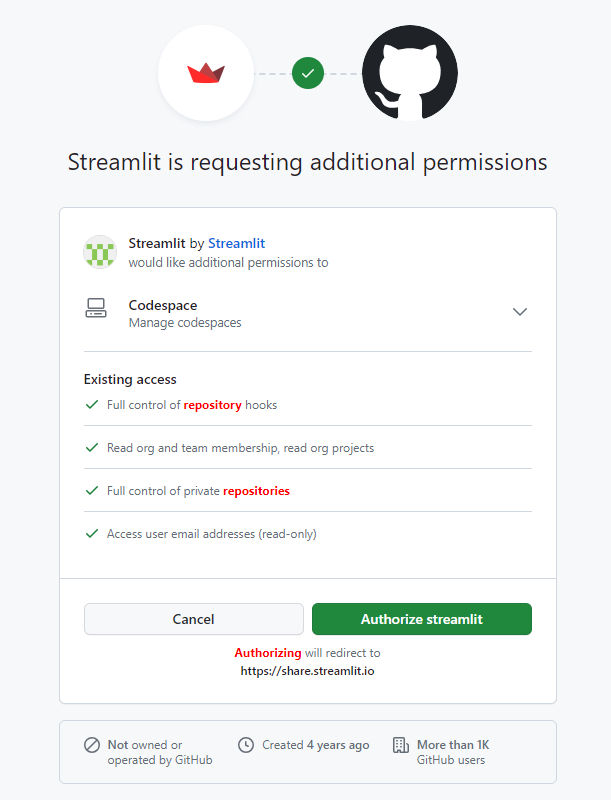 Streamlit is requesting additional permissions
Streamlit by Streamlit
would like additional permissions to
Codespace
Manage codespaces
Existing access
Full control of repository hooks
Read org and team membership, read org projects
Full control of private repositories
Access user email addresses (read-only)
Cancel
Authorize streamlit
Authorizing will redirect to
https://share.streamlit.io
Not owned or
operated by GitHub
Created 4 years ago
More than 1K
GitHub users